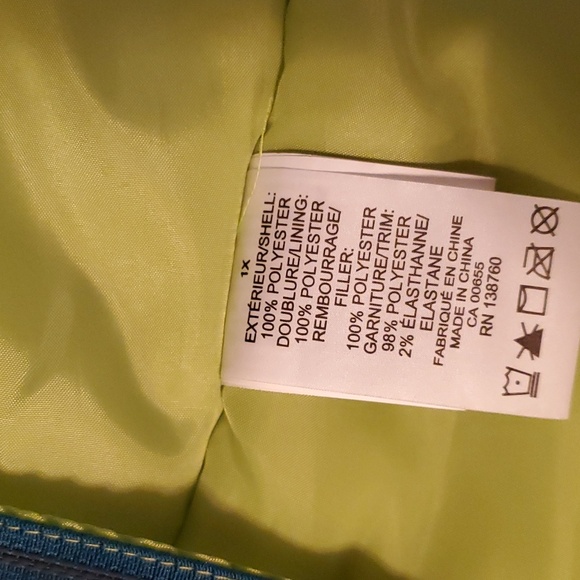 1X
EXTÉRIEUR/SHELL:
100% POLYESTER
DOUBLURE/LINING:
100% POLYESTER
REMBOURRAGE/
FILLER:
100% POLYESTER
GARNITURE/TRIM:
98% POLYESTER
2% ÉLASTHANNE/
ELASTANE
FABRIQUÉ EN CHINE
MADE IN CHINA
CA 00655
RN 138760